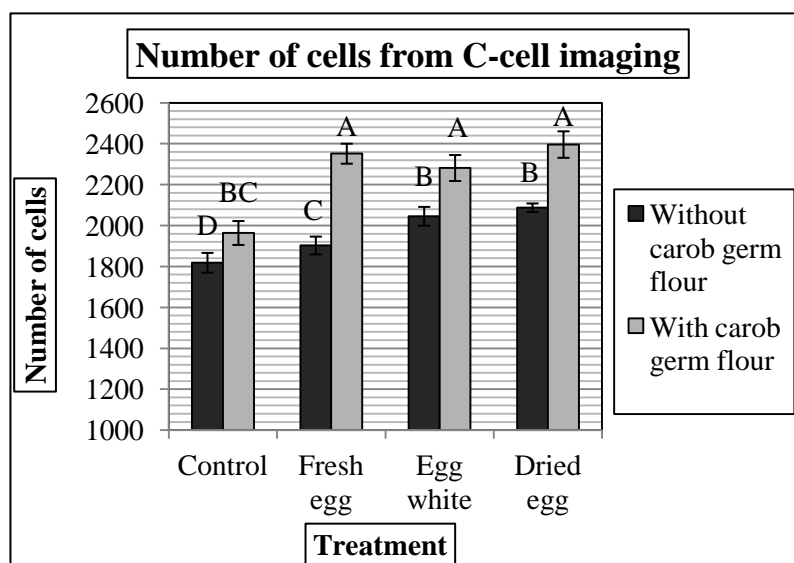 Number of cells from C-cell imaging
Number of cells
2600
2400
2200
2000
1800
1600
1400
1200
1000
D
BC
C
A
B
A
B
A
Control
Fresh
egg
Egg
white
Dried
egg
Treatment
Without
carob germ
flour
With carob
germ flour